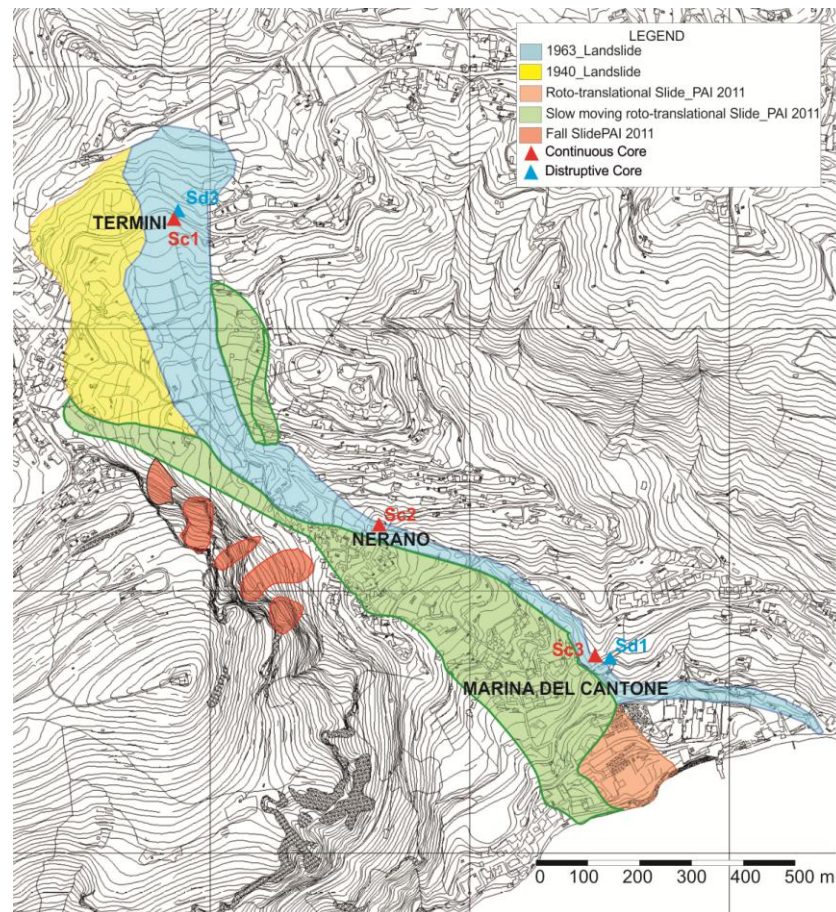 LEGEND
1963_Landslide
1940_Landslide
Roto-translational Slide_PAI 2011
Slow moving roto-translational Slide_PAI 2011
Fall SlidePAI 2011
Continuous Core
Distruptive Core
Sd3
TERMINI
Sc1
Sc2
NERANO
Sc3 Sd1
MARINA DEL CANTONE
0 100 200 300 400 500 m